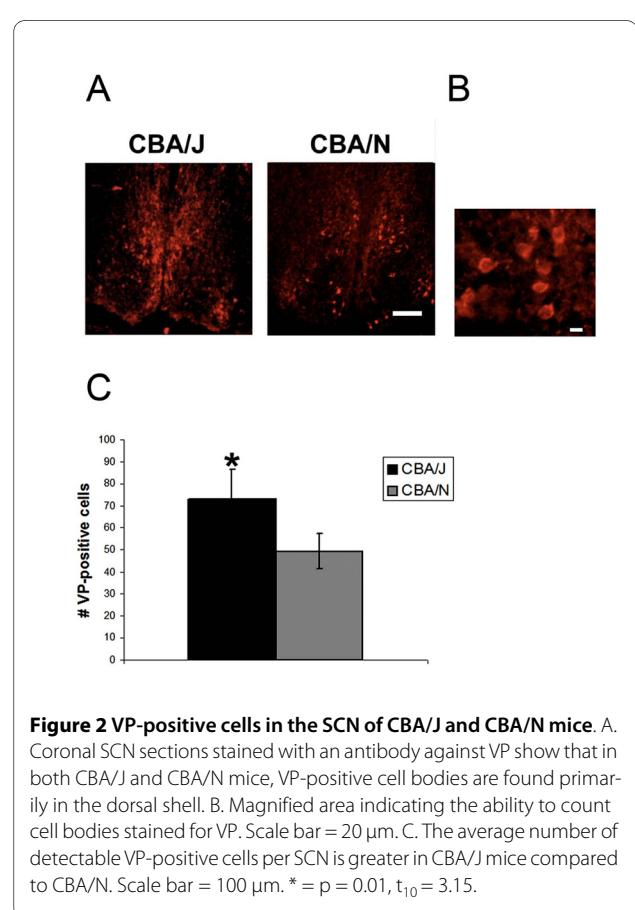 A
B
CBA/J
CBA/N
C
100
90
80
70
60
50
40
30
20
10
0
# VP-positive cells
*
CBA/J
CBA/N
Figure 2 VP-positive cells in the SCN of CBA/J and CBA/N mice. A.
Coronal SCN sections stained with an antibody against VP show that in
both CBA/J and CBA/N mice, VP-positive cell bodies are found primar-
ily in the dorsal shell. B. Magnified area indicating the ability to count
cell bodies stained for VP. Scale bar = 20 μm. C. The average number of
detectable VP-positive cells per SCN is greater in CBA/J mice compared
to CBA/N. Scale bar = 100 μm. * = p = 0.01, t10 = 3.15.